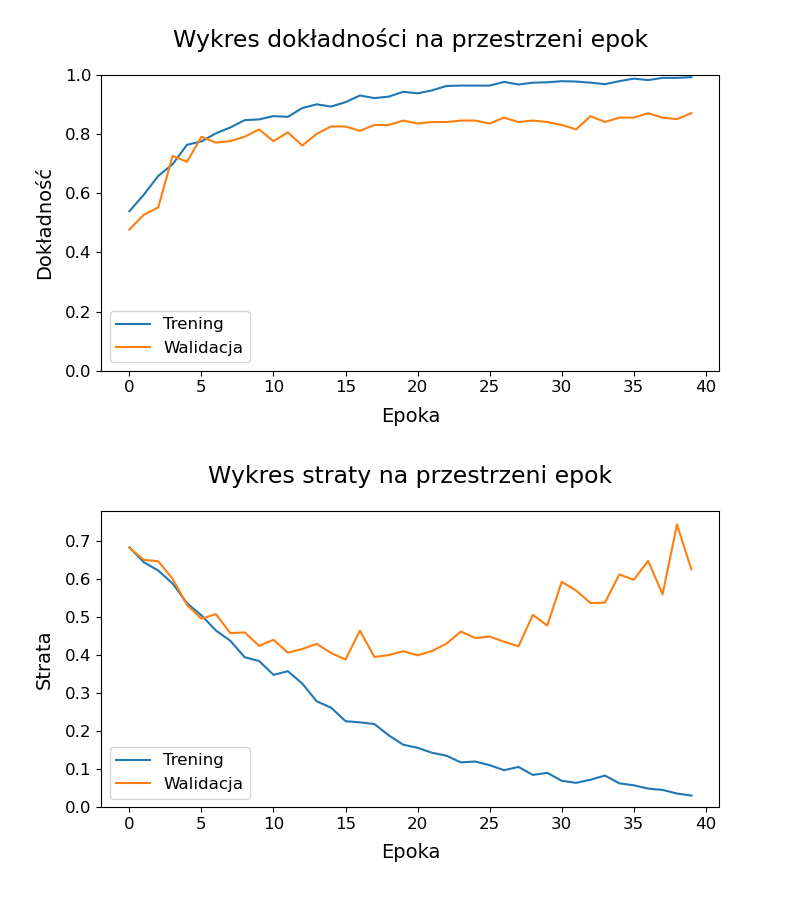 Wykres dokładności na przestrzeni epok
1.0
0.8
0.6
0.4
0.2
0.0
Dokładność
Trening
Walidacja
0 5 10 15 20 25 30 35 40
Epoka
Wykres straty na przestrzeni epok
0.7
0.6
0.5
0.4
0.3
0.2
0.1
0.0
Strata
Trening
Walidacja
0 5 10 15 20 25 30 35 40
Epoka